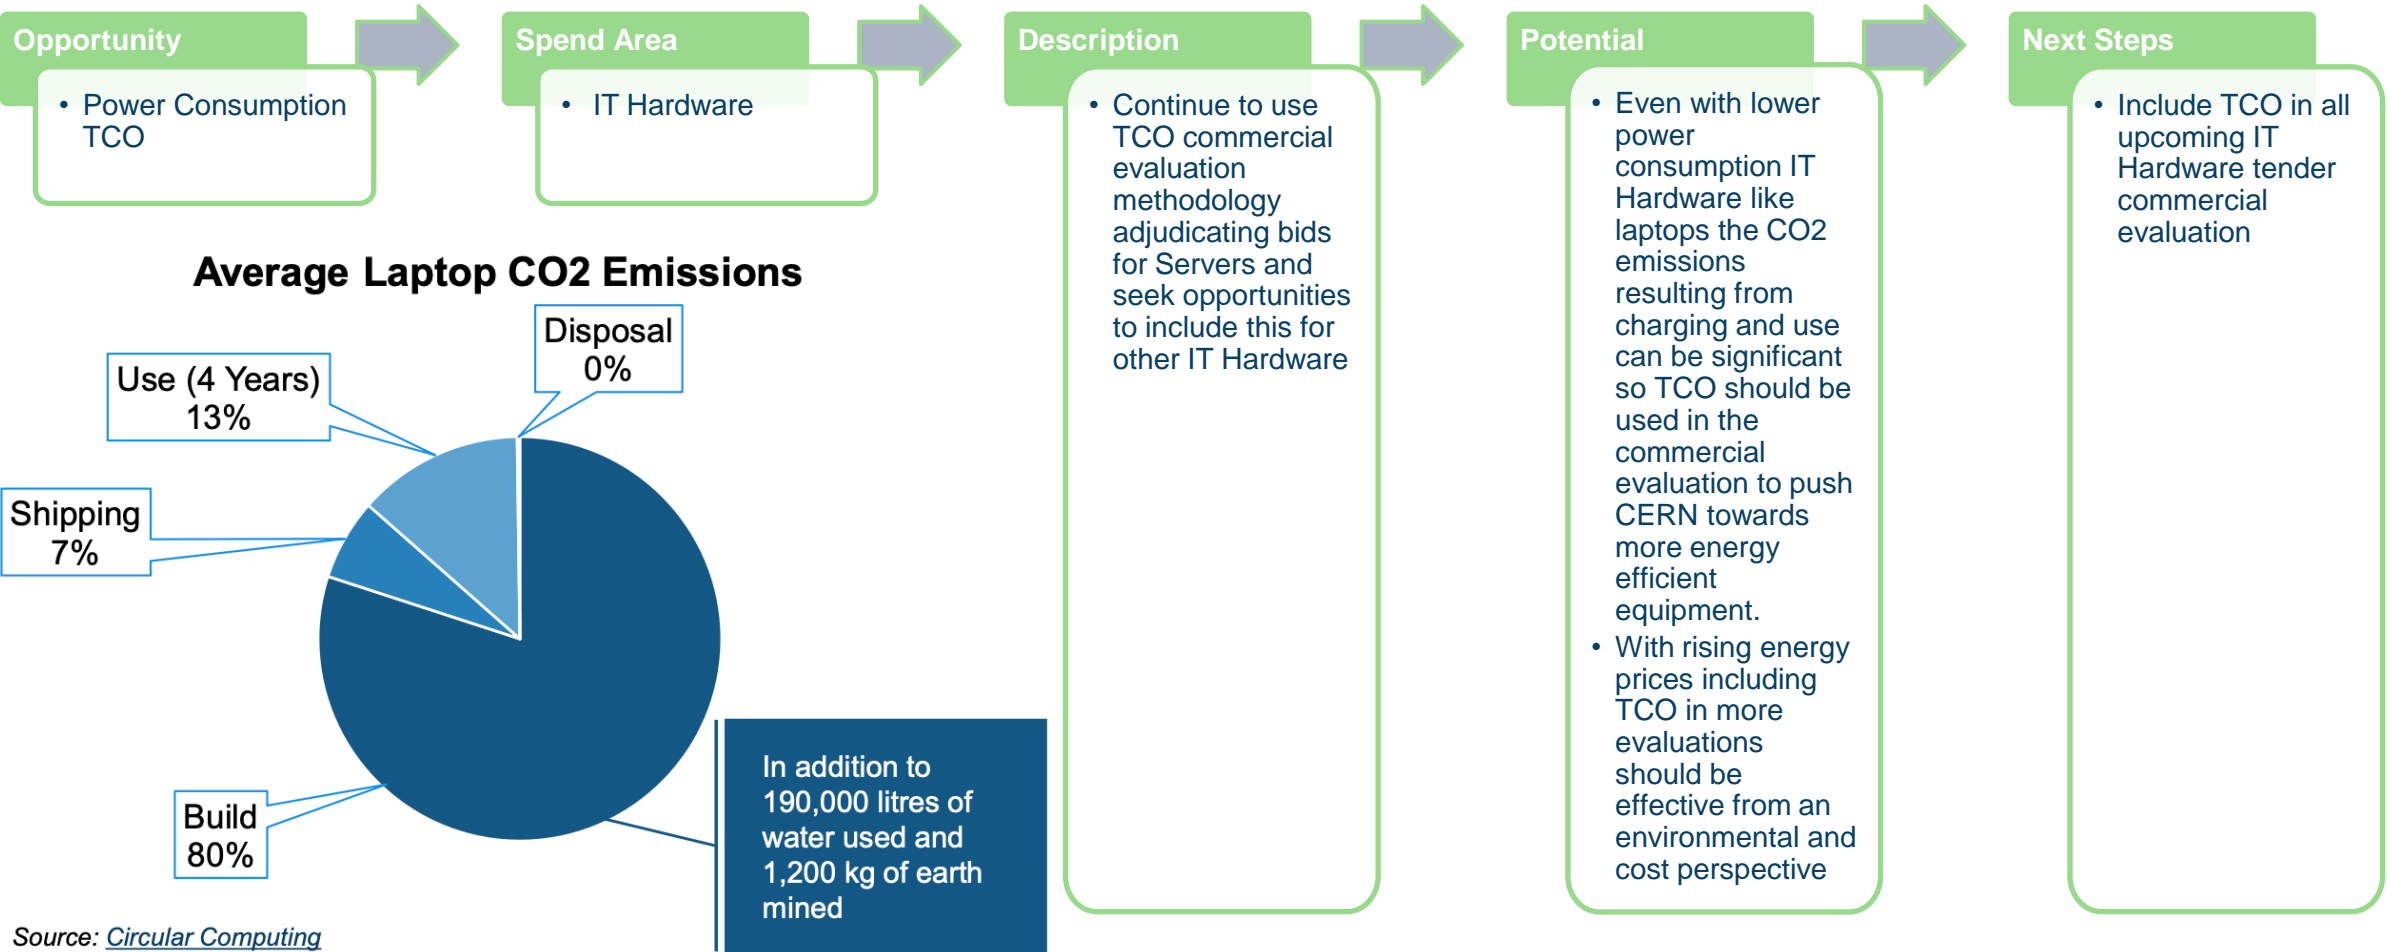 Opportunity
• Power Consumption
TCO
Spend Area
• IT Hardware
Description
• Continue to use
TCO commercial
evaluation
methodology
adjudicating bids
for Servers and
seek opportunities
to include this for
other IT Hardware
Potential
• Even with lower
power
consumption IT
Hardware like
laptops the CO2
emissions
resulting from
charging and use
can be significant
so TCO should be
used in the
commercial
evaluation to push
CERN towards
more energy
efficient
equipment.
• With rising energy
prices including
TCO in more
evaluations
should be
effective from an
environmental and
cost perspective
Next Steps
• Include TCO in all
upcoming IT
Hardware tender
commercial
evaluation
Average Laptop CO2 Emissions
Disposal
0%
Use (4 Years)
13%
Shipping
7%
Build
80%
In addition to
190,000 litres of
water used and
1,200 kg of earth
mined
Source: Circular Computing